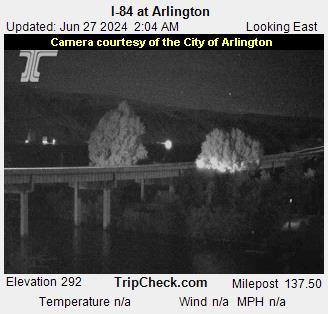 I-84 at Arlington
Updated: Jun 27 2024 2:04 AM Looking East
Camera courtesy of the City of Arlington
Elevation 292 TripCheck.com Milepost 137.50
Temperature n/a Wind n/a MPH n/a